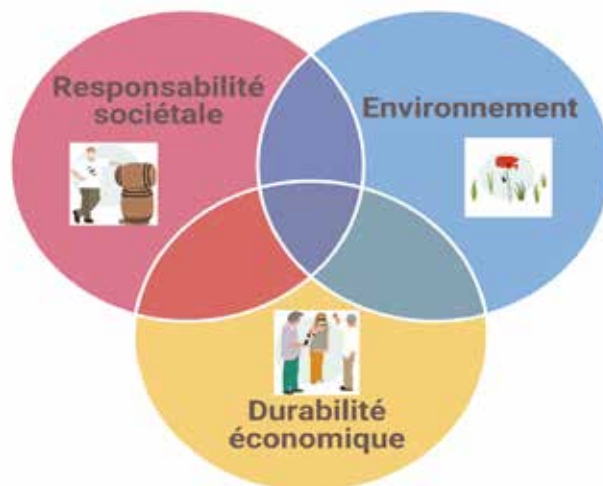 Responsabilité
sociétale
Environnement
Durabilité
économique